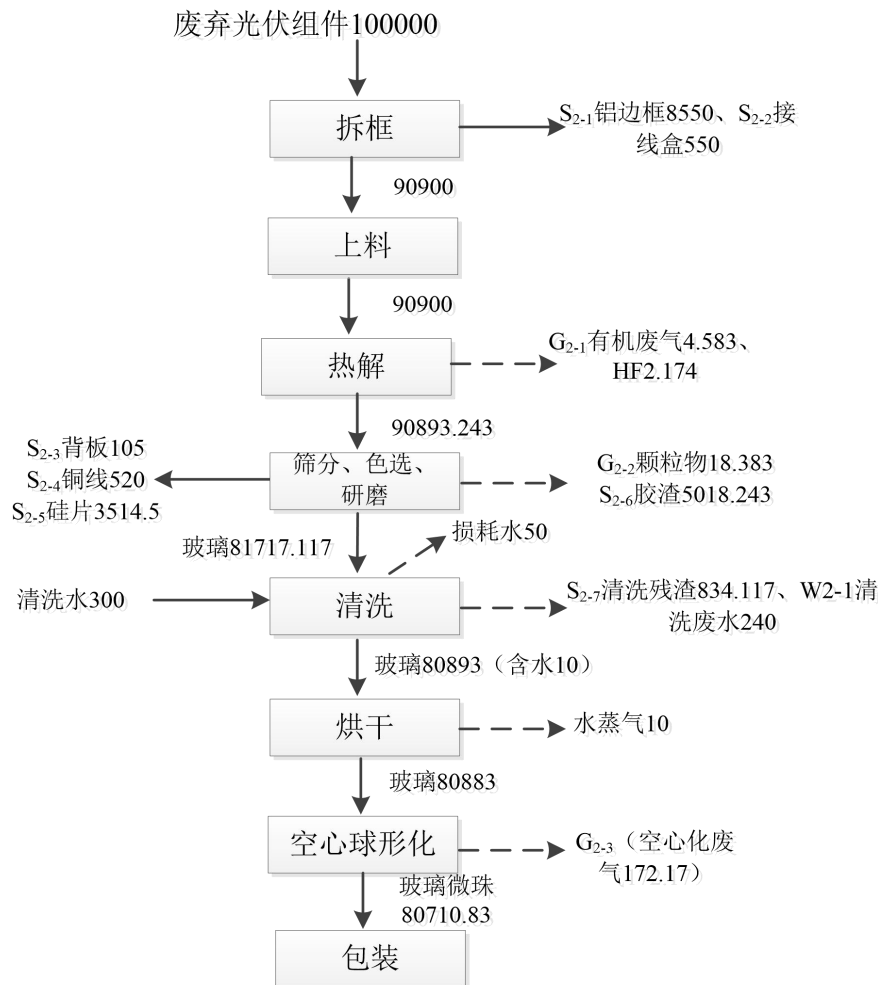 废弃光伏组件100000
拆框
S2-1铝边框8550、S2-2接
线盒550
90900
上料
90900
热解
G2-1有机废气4.583、
HF2.174
90893.243
S2-3背板105
S2-4铜线520
S2-5硅片3514.5
筛分、色选、
研磨
G2-2颗粒物18.383
S2-6胶渣5018.243
玻璃81717.117
损耗水50
清洗水300
清洗
S2-7清洗残渣834.117、W2-1清
洗废水240
玻璃80893（含水10）
烘干
水蒸气10
玻璃80883
空心球形化
G2-3（空心化废
气172.17）
玻璃微珠
80710.83
包装